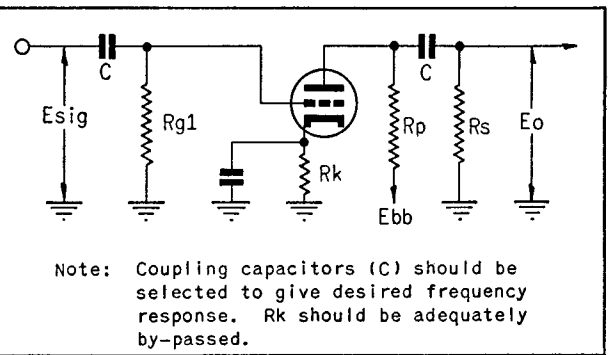 C
C
Esig
Rg1
Rk
Rp
Rs
Eo
Ebb
Note: Coupling capacitors (C) should be
selected to give desired frequency
response. Rk should be adequately
by-passed.